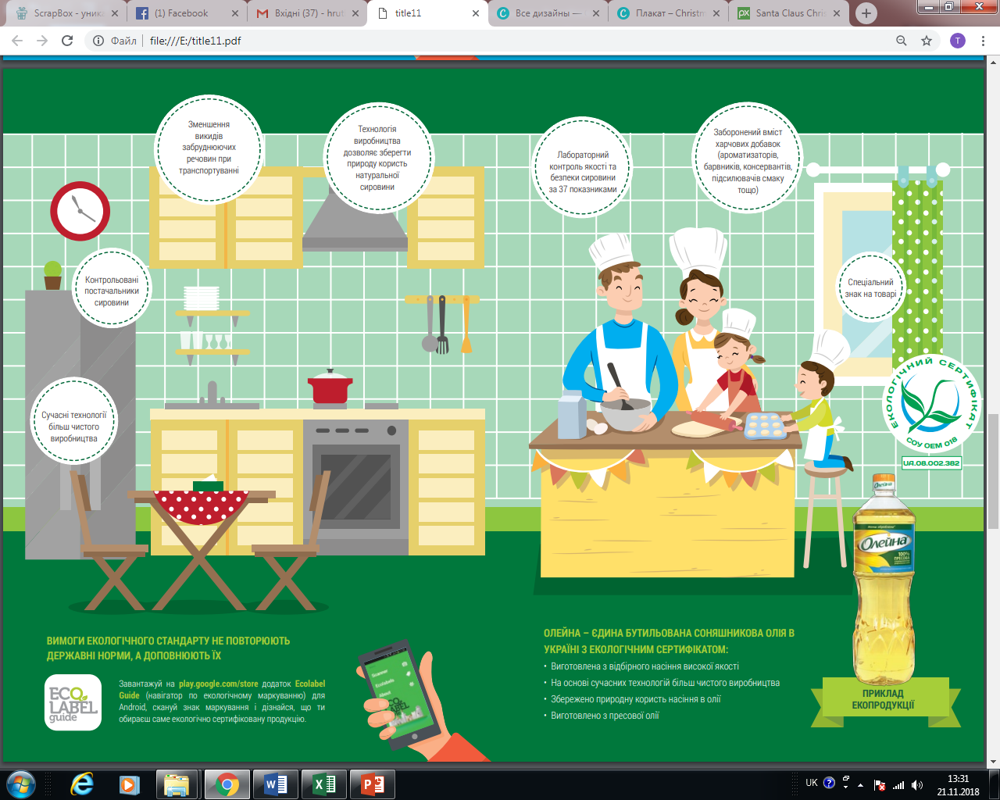 ScrapBox - уника
(1) Facebook
Вхідні (37) - hrut
title11
Все дизайны —
Плакат – Christm
Santa Claus Chris
Файл
file:///E:/title11.pdf
T
Зменшення
викидів
забруднюючих
речовин при
транспортуванні
Технологія
виробництва
дозволяє зберегти
природу користь
натуральної
сировини
Лабораторний
контроль якості та
безпеки сировини
за 37 показниками
Заборонений вміст
харчових добавок
(ароматизаторів,
барвників, консервантів,
підсилювачів смаку
тощо)
Контрольовані
постачальники
сировини
Спеціальний
знак на товарі
Сучасні технології
більш чистого
виробництва
ЕКОЛОГІЧНИЙ СЕРТИФІКАТ
СОУ ОЕМ 018
UA.08.002.382
Олейна
Олейна
100%
ВИМОГИ ЕКОЛОГІЧНОГО СТАНДАРТУ НЕ ПОВТОРЮЮТЬ
ДЕРЖАВНІ НОРМИ, А ДОПОВНЮЮТЬ ЇХ
ECO
LABEL
guide
Завантажуй на play.google.com/store додаток Ecolabel
Guide (навігатор по екологічному маркуванню) для
Android, скануй знак маркування і дізнайся, що ти
обираєш саме екологічно сертифіковану продукцію.
Scanner
Ecolabels
About
ОЛЕЙНА – ЄДИНА БУТИЛЬОВАНА СОНЯШНИКОВА ОЛІЯ В
УКРАЇНІ З ЕКОЛОГІЧНИМ СЕРТИФІКАТОМ:
• Виготовлена з відбірного насіння високої якості
• На основі сучасних технологій більш чистого виробництва
• Збережено природну користь насіння в олії
• Виготовлено з пресової олії
ПРИКЛАД
ЕКОПРОДУКЦІЇ
UK
13:31
21.11.2018